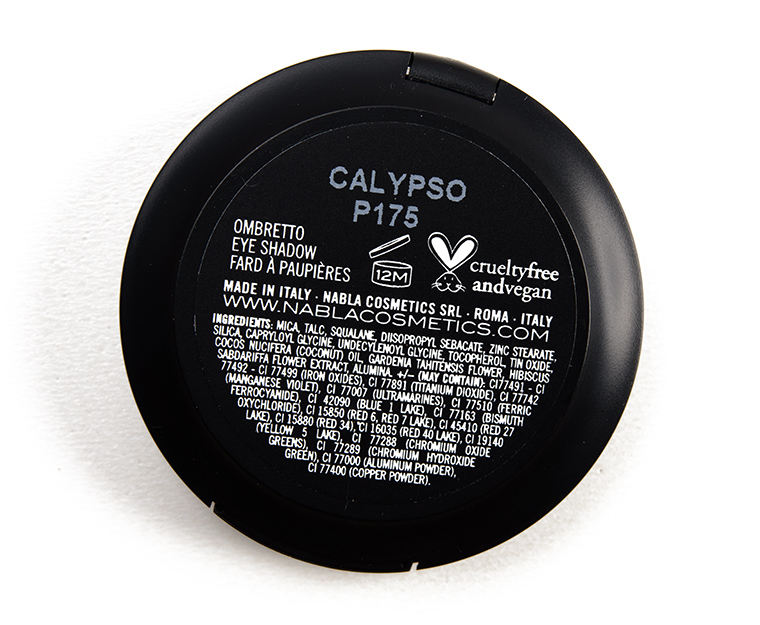 CALYPSO
P175
OMBRETTO
EYE SHADOW
FARD À PAUPIÈRES
12M
crueltyfree
andvegan
MADE IN ITALY · NABLA COSMETICS SRL · ROMA · ITALY
WWW.NABLACOSMETICS.COM
INGREDIENTS: MICA, TALC, SQUALANE, DIISOPROPYL SEBACATE, ZINC STEARATE,
SILICA, CAPRYLOYL GLYCINE, UNDECYLENOYL GLYCINE, TOCOPHEROL, TIN OXIDE
COCOS NUCIFERA (COCONUT) OIL, GARDENIA TAHITENSIS FLOWER, HIBISCUS
SABDARIFFA FLOWER EXTRACT, ALUMINA. +/– (MAY CONTAIN): CI77491 - CI
77492 - CI 77499 (IRON OXIDES), CI 77891 (TITANIUM DIOXIDE), CI 77742
(MANGANESE VIOLET), CI 77007 (ULTRAMARINES), CI 77510 (FERRIC
FERROCYANIDE), CI 42090 (BLUE 1 LAKE), CI 77163 (BISMUTH
OXYCHLORIDE), CI 15850 (RED 6, RED 7 LAKE), CI 45410 (RED 27
LAKE), CI 15880 (RED 34), CI 16035 (RED 40 LAKE), CI 19140
(YELLOW 5 LAKE), CI 77288 (CHROMIUM OXIDE
GREENS), CI 77289 (CHROMIUM HYDROXIDE
GREEN), CI 77000 (ALUMINUM POWDER),
CI 77400 (COPPER POWDER).